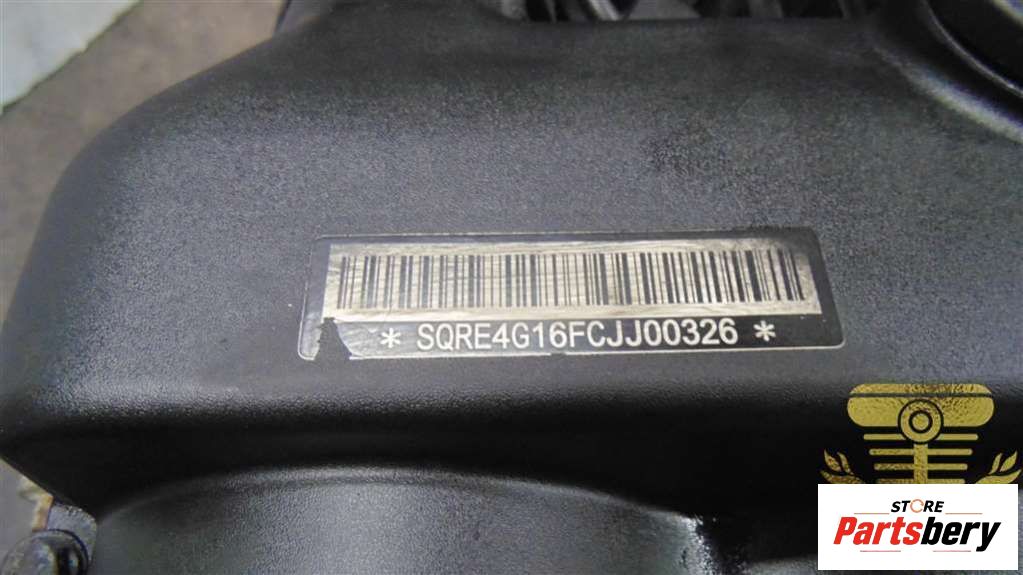 * SQRE4G16FCJJ00326 *
STORE
Partsbery